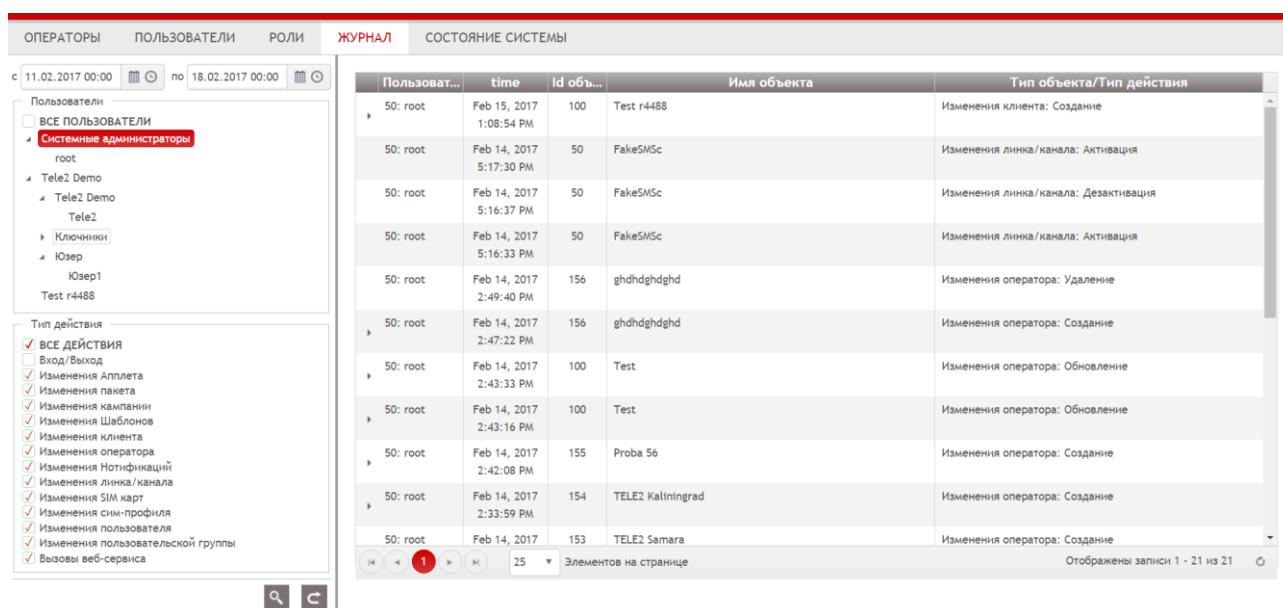 ОПЕРАТОРЫ ПОЛЬЗОВАТЕЛИ РОЛИ ЖУРНАЛ СОСТОЯНИЕ СИСТЕМЫ
с 11.02.2017 00:00 по 18.02.2017 00:00
Пользователи
ВСЕ ПОЛЬЗОВАТЕЛИ
Системные администраторы
root
Tele2 Demo
Tele2 Demo
Tele2
Ключники
Юзер
Юзер1
Test r4488
Тип действия
ВСЕ ДЕЙСТВИЯ
Вход/Выход
Изменения Апплета
Изменения пакета
Изменения кампании
Изменения Шаблонов
Изменения клиента
Изменения оператора
Изменения Нотификаций
Изменения линка/канала
Изменения SIM карт
Изменения сим-профиля
Изменения пользователя
Изменения пользовательской группы
Вызовы веб-сервиса
Пользоват... time Id объ... Имя объекта Тип объекта/Тип действия
50: root Feb 15, 2017 100 Test r4488 Изменения клиента: Создание
1:08:54 PM
50: root Feb 14, 2017 50 FakeSMSc Изменения линка/канала: Активация
5:17:30 PM
50: root Feb 14, 2017 50 FakeSMSc Изменения линка/канала: Дезактивация
5:16:37 PM
50: root Feb 14, 2017 50 FakeSMSc Изменения линка/канала: Активация
5:16:33 PM
50: root Feb 14, 2017 156 ghdhdghdghd Изменения оператора: Удаление
2:49:40 PM
50: root Feb 14, 2017 156 ghdhdghdghd Изменения оператора: Создание
2:47:22 PM
50: root Feb 14, 2017 100 Test Изменения оператора: Обновление
2:43:33 PM
50: root Feb 14, 2017 100 Test Изменения оператора: Обновление
2:43:16 PM
50: root Feb 14, 2017 155 Proba 56 Изменения оператора: Создание
2:42:08 PM
50: root Feb 14, 2017 154 TELE2 Kaliningrad Изменения оператора: Создание
2:33:59 PM
50: root Feb 14, 2017 153 TELE2 Samara Изменения оператора: Создание
1 25 Элементов на странице Отображены записи 1 - 21 из 21